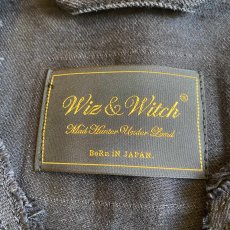 Wiz & Witch®
Mad Hunter Under Land
BoRn In JAPAN.